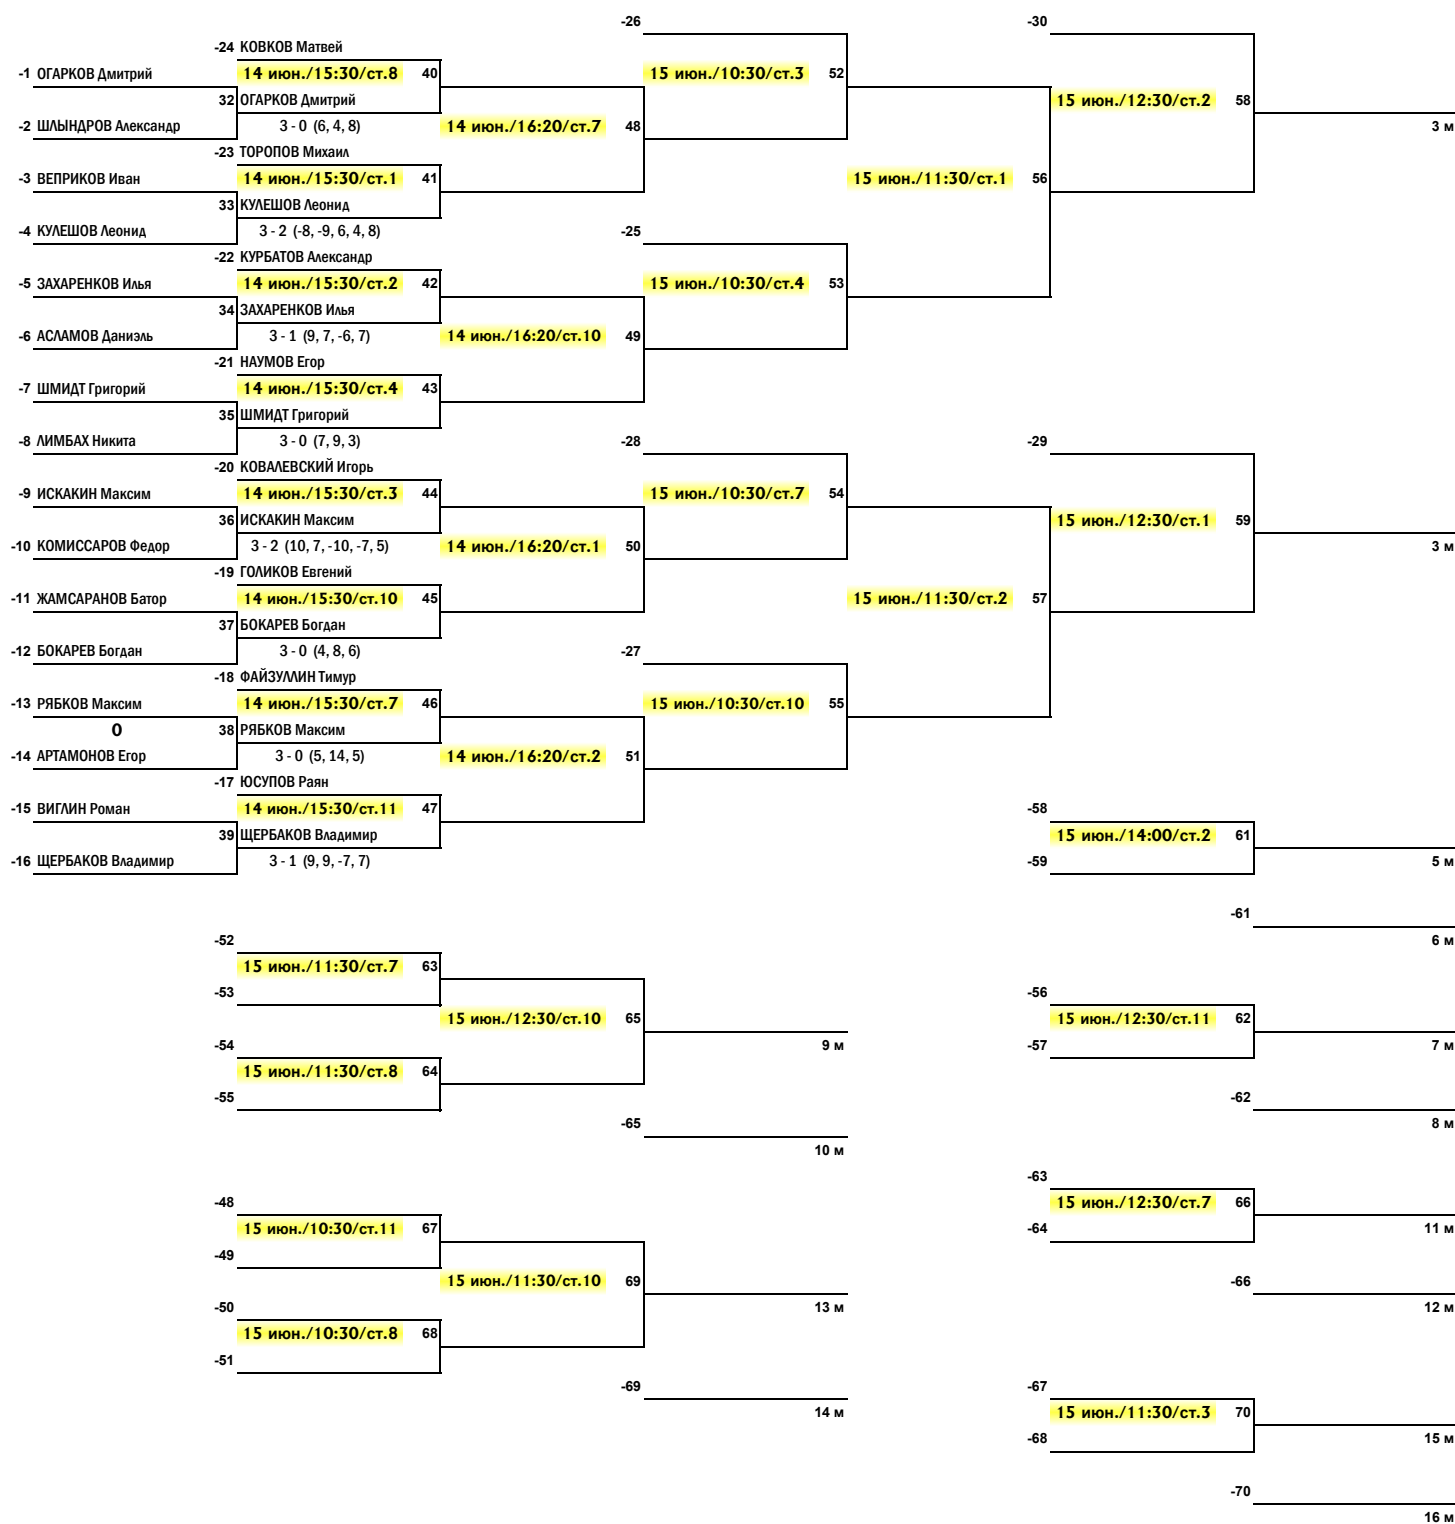 -26 -30
-24 КОВКОВ Матвей
-1 ОГАРКОВ Дмитрий 14 июн./15:30/ст.8 40 15 июн./10:30/ст.3 52
32 ОГАРКОВ Дмитрий 15 июн./12:30/ст.2 58
-2 ШЛЫНДРОВ Александр 3 - 0 (6, 4, 8) 14 июн./16:20/ст.7 48 3 м
-23 ТОРОПОВ Михаил
-3 ВЕПРИКОВ Иван 14 июн./15:30/ст.1 41 15 июн./11:30/ст.1 56
33 КУЛЕШОВ Леонид
-4 КУЛЕШОВ Леонид 3 - 2 (-8, -9, 6, 4, 8) -25
-22 КУРБАТОВ Александр
-5 ЗАХАРЕНКОВ Илья 14 июн./15:30/ст.2 42 15 июн./10:30/ст.4 53
34 ЗАХАРЕНКОВ Илья
-6 АСЛАМОВ Даниэль 3 - 1 (9, 7, -6, 7) 14 июн./16:20/ст.10 49
-21 НАУМОВ Егор
-7 ШМИДТ Григорий 14 июн./15:30/ст.4 43
35 ШМИДТ Григорий
-8 ЛИМБАХ Никита 3 - 0 (7, 9, 3) -28 -29
-20 КОВАЛЕВСКИЙ Игорь
-9 ИСКАКИН Максим 14 июн./15:30/ст.3 44 15 июн./10:30/ст.7 54
36 ИСКАКИН Максим 15 июн./12:30/ст.1 59
-10 КОМИССАРОВ Федор 3 - 2 (10, 7, -10, -7, 5) 14 июн./16:20/ст.1 50 3 м
-19 ГОЛИКОВ Евгений
-11 ЖАМСАРАНОВ Батор 14 июн./15:30/ст.10 45 15 июн./11:30/ст.2 57
37 БОКАРЕВ Богдан
-12 БОКАРЕВ Богдан 3 - 0 (4, 8, 6) -27
-18 ФАЙЗУЛЛИН Тимур
-13 РЯБКОВ Максим 14 июн./15:30/ст.7 46 15 июн./10:30/ст.10 55
0 38 РЯБКОВ Максим
-14 АРТАМОНОВ Егор 3 - 0 (5, 14, 5) 14 июн./16:20/ст.2 51
-17 ЮСУПОВ Раян
-15 ВИГЛИН Роман 14 июн./15:30/ст.11 47 -58
39 ЩЕРБАКОВ Владимир 15 июн./14:00/ст.2 61
-16 ЩЕРБАКОВ Владимир 3 - 1 (9, 9, -7, 7) -59 5 м
-61
-52 6 м
15 июн./11:30/ст.7 63
-53 -56
15 июн./12:30/ст.10 65 15 июн./12:30/ст.11 62
-54 9 м -57 7 м
15 июн./11:30/ст.8 64
-55 -62
-65 8 м
10 м
-63
-48 15 июн./12:30/ст.7 66
15 июн./10:30/ст.11 67 -64 11 м
-49
15 июн./11:30/ст.10 69 -66
-50 13 м 12 м
15 июн./10:30/ст.8 68
-51
-69 -67
14 м 15 июн./11:30/ст.3 70
-68 15 м
-70
16 м